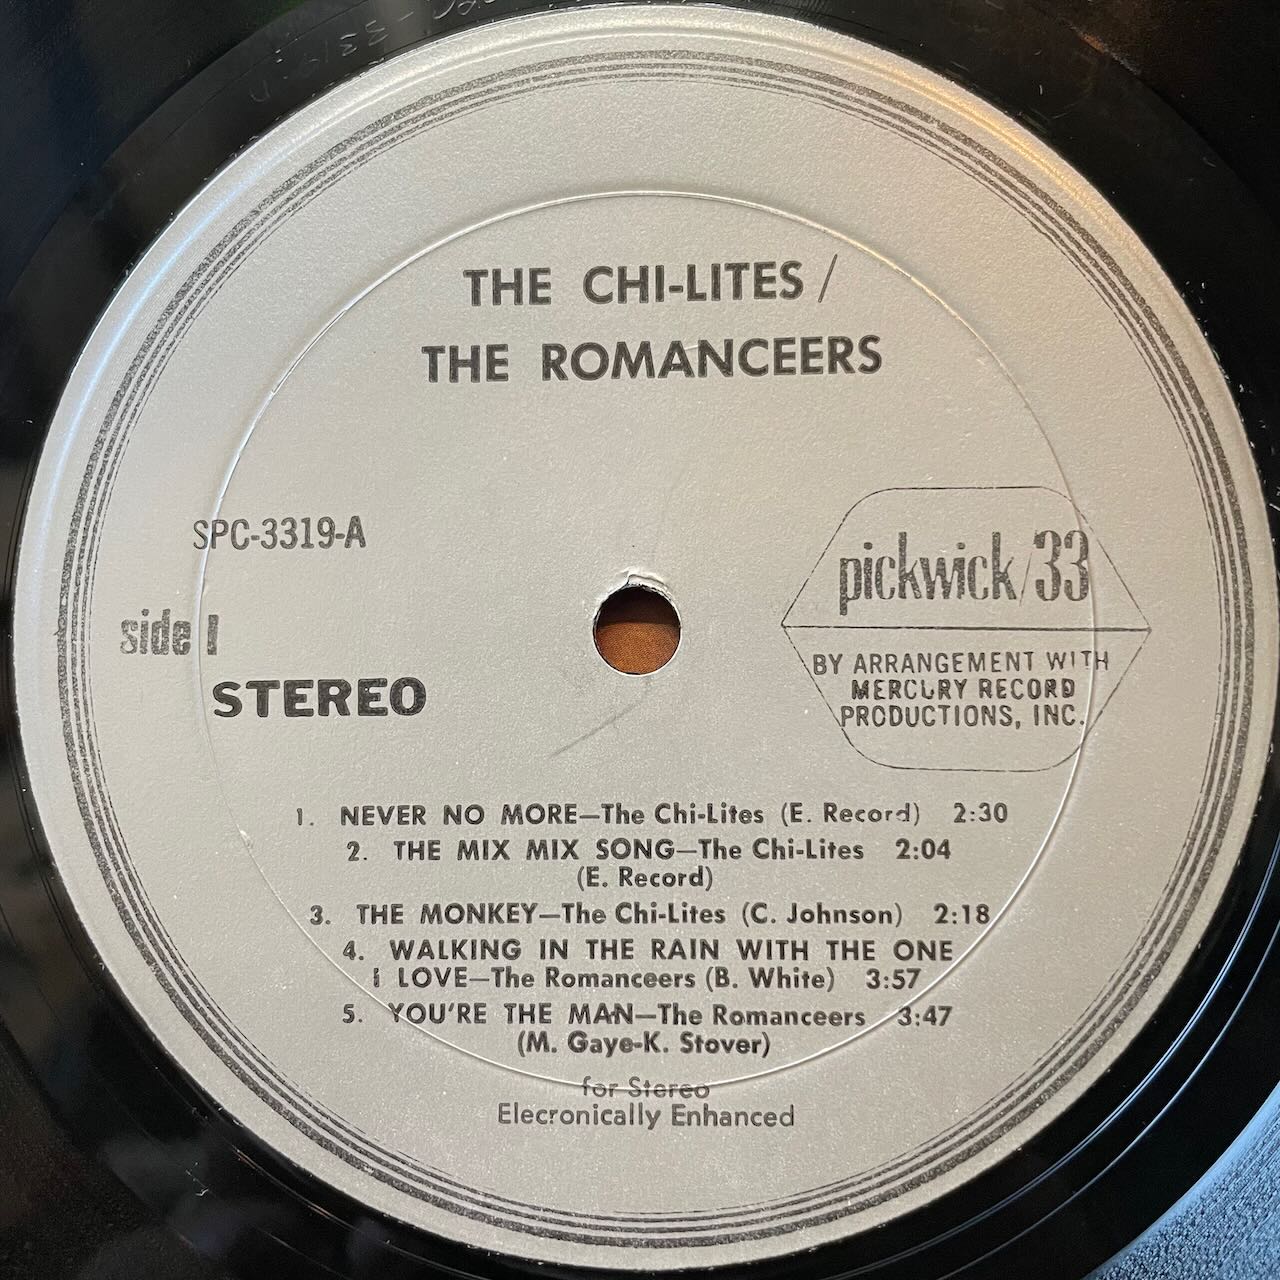 THE CHI-LITES /
THE ROMANCEERS
SPC-3319-A
side 1
STEREO
pickwick/33
BY ARRANGEMENT WITH
MERCURY RECORD
PRODUCTIONS, INC.
1. NEVER NO MORE—The Chi-Lites (E. Record) 2:30
2. THE MIX MIX SONG—The Chi-Lites 2:04
(E. Record)
3. THE MONKEY—The Chi-Lites (C. Johnson) 2:18
4. WALKING IN THE RAIN WITH THE ONE
I LOVE—The Romanceers (B. White) 3:57
5. YOU'RE THE MAN—The Romanceers 3:47
(M. Gaye-K. Stover)
for Stereo
Elecronically Enhanced